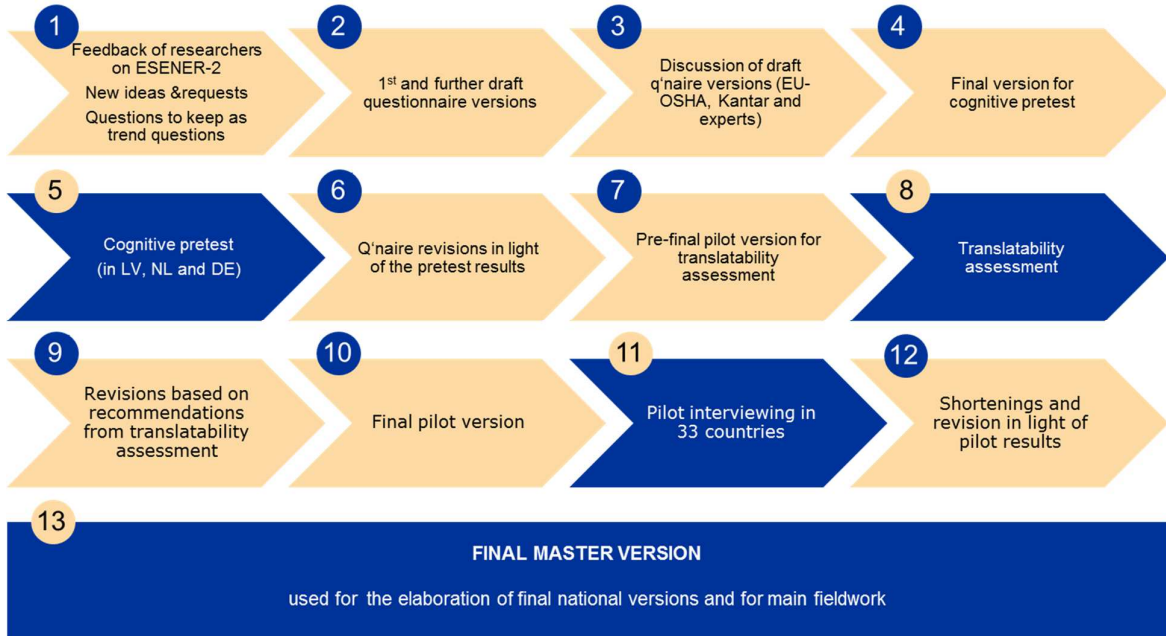 1
Feedback of researchers
on ESENER-2
New ideas &requests
Questions to keep as
trend questions
2
1st and further draft
questionnaire versions
3
Discussion of draft
q'naire versions (EU-
OSHA, Kantar and
experts)
4
Final version for
cognitive pretest
5
Cognitive pretest
(in LV, NL and DE)
6
Q'naire revisions in light
of the pretest results
7
Pre-final pilot version for
translatability
assessment
8
Translatability
assessment
9
Revisions based on
recommendations
from translatability
assessment
10
Final pilot version
11
Pilot interviewing in
33 countries
12
Shortenings and
revision in light of
pilot results
13
FINAL MASTER VERSION
used for the elaboration of final national versions and for main fieldwork